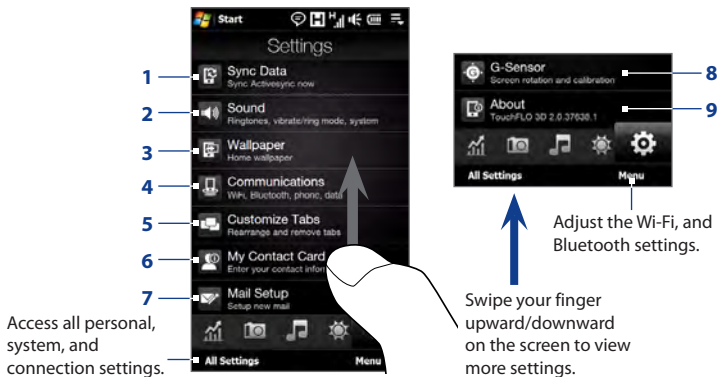 Start
Settings
1
Sync Data
Sync Activesync now
2
Sound
Ringtones, vibrate/ring mode, system
3
Wallpaper
Home wallpaper
4
Communications
WiFi, Bluetooth, phone, data
5
Customize Tabs
Rearrange and remove tabs
6
My Contact Card
Enter your contact infor
7
Mail Setup
Setup new mail
All Settings
Menu
Access all personal,
system, and
connection settings.
G-Sensor
Screen rotation and calibration
8
About
TouchFLO 3D 2.0.37638.1
9
All Settings
Menu
Adjust the Wi-Fi, and
Bluetooth settings.
Swipe your finger
upward/downward
on the screen to view
more settings.